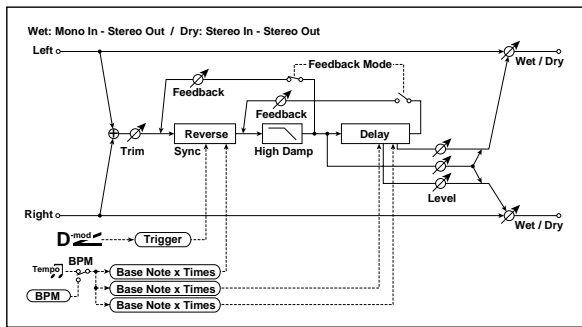 Wet: Mono In - Stereo Out / Dry: Stereo In - Stereo Out
Left
Wet / Dry
Feedback Mode
Feedback
Feedback
Trim
Reverse
Sync
High Damp
Delay
Level
Right
Wet / Dry
D-mod
Trigger
Tempo
BPM
BPM
Base Note x Times
Base Note x Times
Base Note x Times